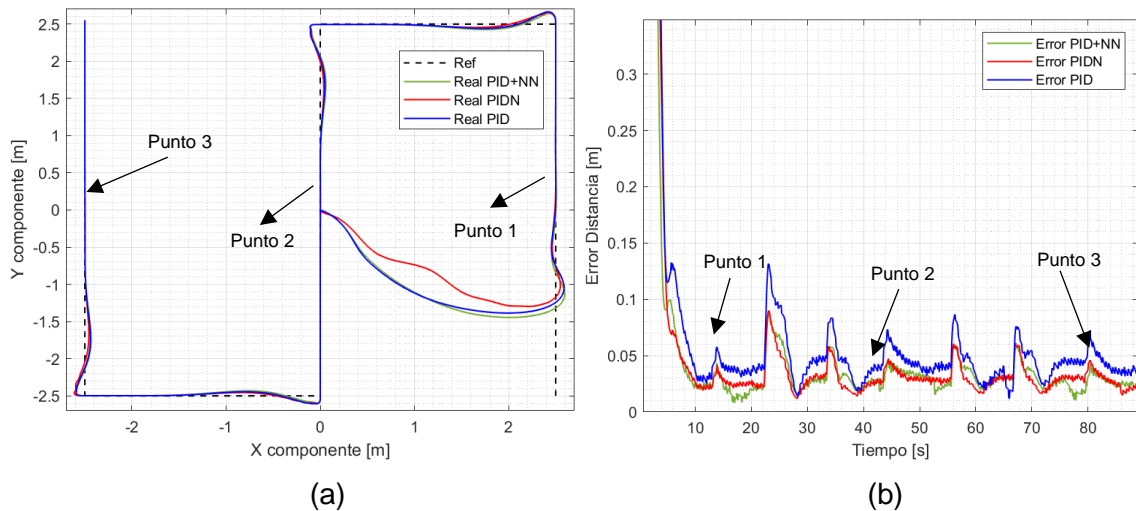 2.5
2
1.5
1
0.5
0
-0.5
-1
-1.5
-2
-2.5
Y componente [m]
-2
-1
0
1
2
X componente [m]
Ref
Real PID+NN
Real PIDN
Real PID
Punto 3
Punto 2
Punto 1
(a)
0.3
0.25
0.2
0.15
0.1
0.05
0
Error Distancia [m]
10
20
30
40
50
60
70
80
Tiempo [s]
Error PID+NN
Error PIDN
Error PID
Punto 1
Punto 2
Punto 3
(b)